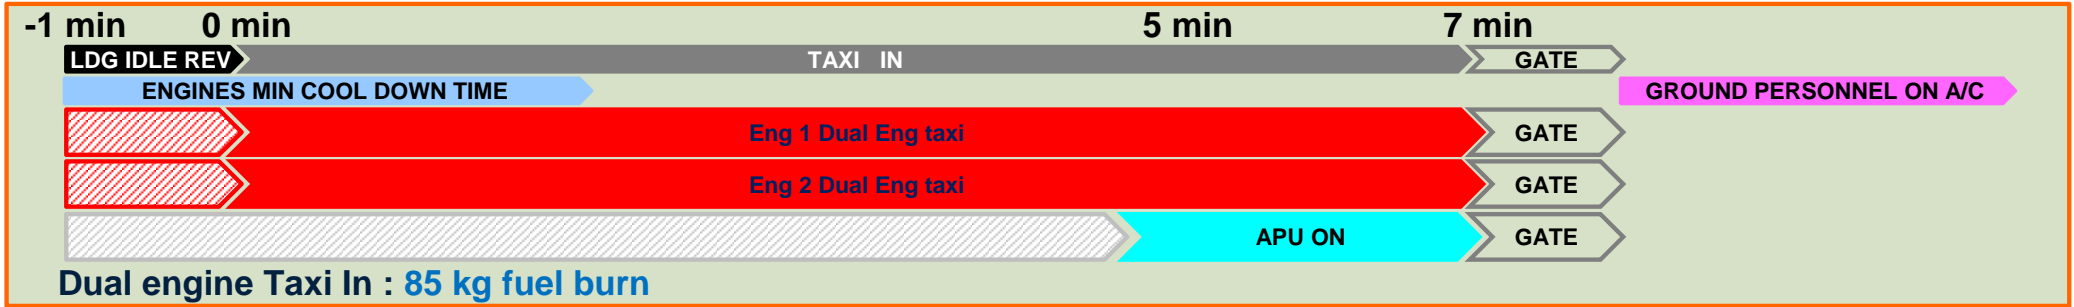 -1 min 0 min 5 min 7 min
LDG IDLE REV TAXI IN GATE
ENGINES MIN COOL DOWN TIME GROUND PERSONNEL ON A/C
Eng 1 Dual Eng taxi GATE
Eng 2 Dual Eng taxi GATE
APU ON GATE
Dual engine Taxi In : 85 kg fuel burn